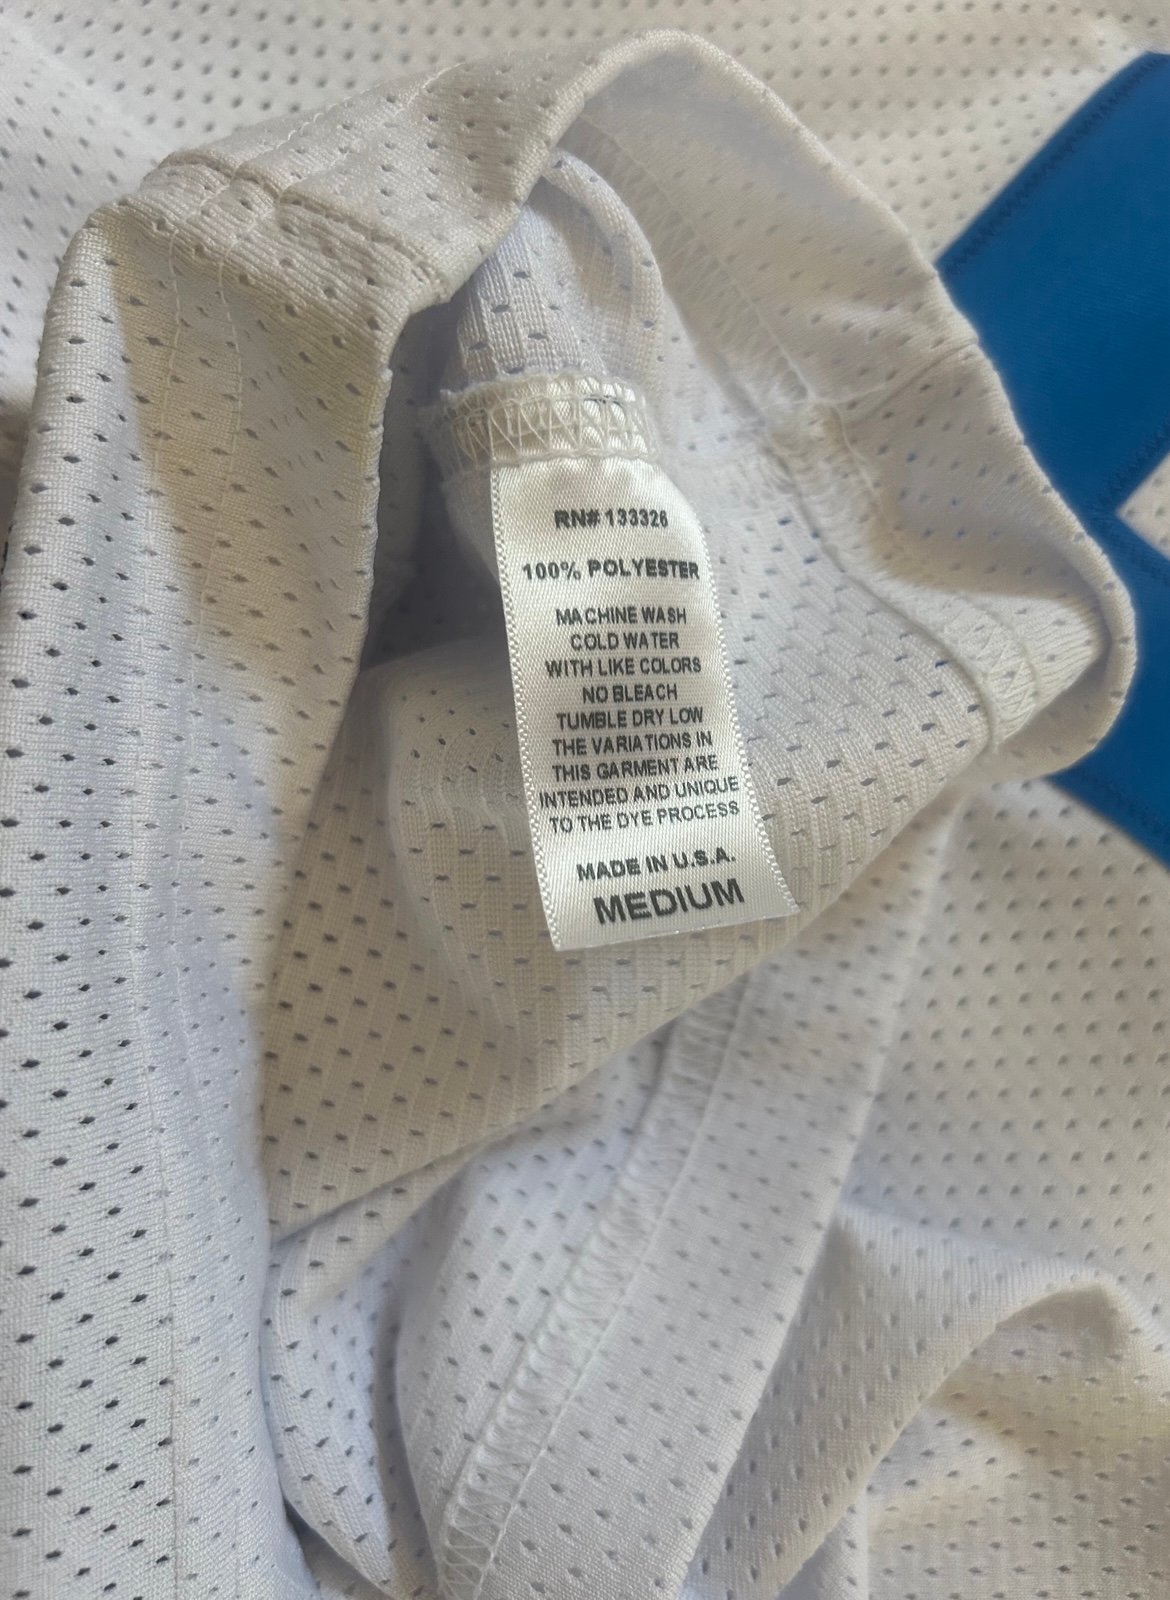 RN# 133326
100% POLYESTER
MACHINE WASH
COLD WATER
WITH LIKE COLORS
NO BLEACH
TUMBLE DRY LOW
THE VARIATIONS IN
THIS GARMENT ARE
INTENDED AND UNIQUE
TO THE DYE PROCESS
MADE IN U.S.A.
MEDIUM